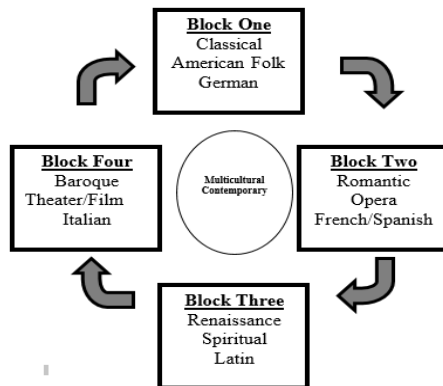 Block One
Classical
American Folk
German
Block Two
Romantic
Opera
French/Spanish
Block Three
Renaissance
Spiritual
Latin
Block Four
Baroque
Theater/Film
Italian
Multicultural
Contemporary